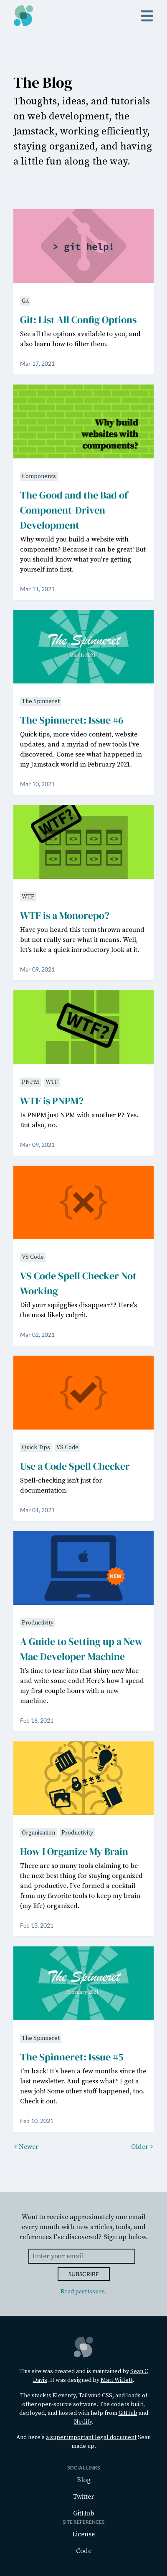 The Blog
Thoughts, ideas, and tutorials
on web development, the
Jamstack, working efficiently,
staying organized, and having
a little fun along the way.
> git help!
Git
Git: List All Config Options
See all the options available to you, and
also learn how to filter them.
Mar 17, 2021
Why build
websites with
components?
Components
The Good and the Bad of
Component-Driven
Development
Why would you build a website with
components? Because it can be great! But
you should know what you're getting
yourself into first.
Mar 11, 2021
The Spinneret
March 2021
The Spinneret
The Spinneret: Issue #6
Quick tips, more video content, website
updates, and a myriad of new tools I've
discovered. Come see what happened in
my Jamstack world in February 2021.
Mar 10, 2021
WTF?
WTF
WTF is a Monorepo?
Have you heard this term thrown around
but not really sure what it means. Well,
let's take a quick introductory look at it.
Mar 09, 2021
WTF?
PNPM WTF
WTF is PNPM?
Is PNPM just NPM with another P? Yes.
But also, no.
Mar 09, 2021
VS Code
VS Code Spell Checker Not
Working
Did your squigglies disappear?? Here's
the most likely culprit.
Mar 02, 2021
Quick Tips VS Code
Use a Code Spell Checker
Spell-checking isn't just for
documentation.
Mar 01, 2021
NEW
Productivity
A Guide to Setting up a New
Mac Developer Machine
It's time to tear into that shiny new Mac
and write some code! Here's how I spend
my first couple hours with a new
machine.
Feb 16, 2021
Organization Productivity
How I Organize My Brain
There are so many tools claiming to be
the next best thing for staying organized
and productive. I've formed a cocktail
from my favorite tools to keep my brain
(my life) organized.
Feb 13, 2021
The Spinneret
February 2021
The Spinneret
The Spinneret: Issue #5
I'm back! It's been a few months since the
last newsletter. And guess what? I got a
new job! Some other stuff happened, too.
Check it out.
Feb 10, 2021
< Newer Older >
Want to receive approximately one email
every month with new articles, tools, and
references I've discovered? Sign up below.
Enter your email
SUBSCRIBE
Read past issues.
This site was created and is maintained by Sean C
Davis. It was designed by Matt Willett.
The stack is Eleventy, Tailwind CSS, and loads of
other open-source software. The code is built,
deployed, and hosted with help from GitHub and
Netlify.
And here's a super important legal document Sean
made up.
SOCIAL LINKS
Blog
Twitter
GitHub
SITE REFERENCES
License
Code